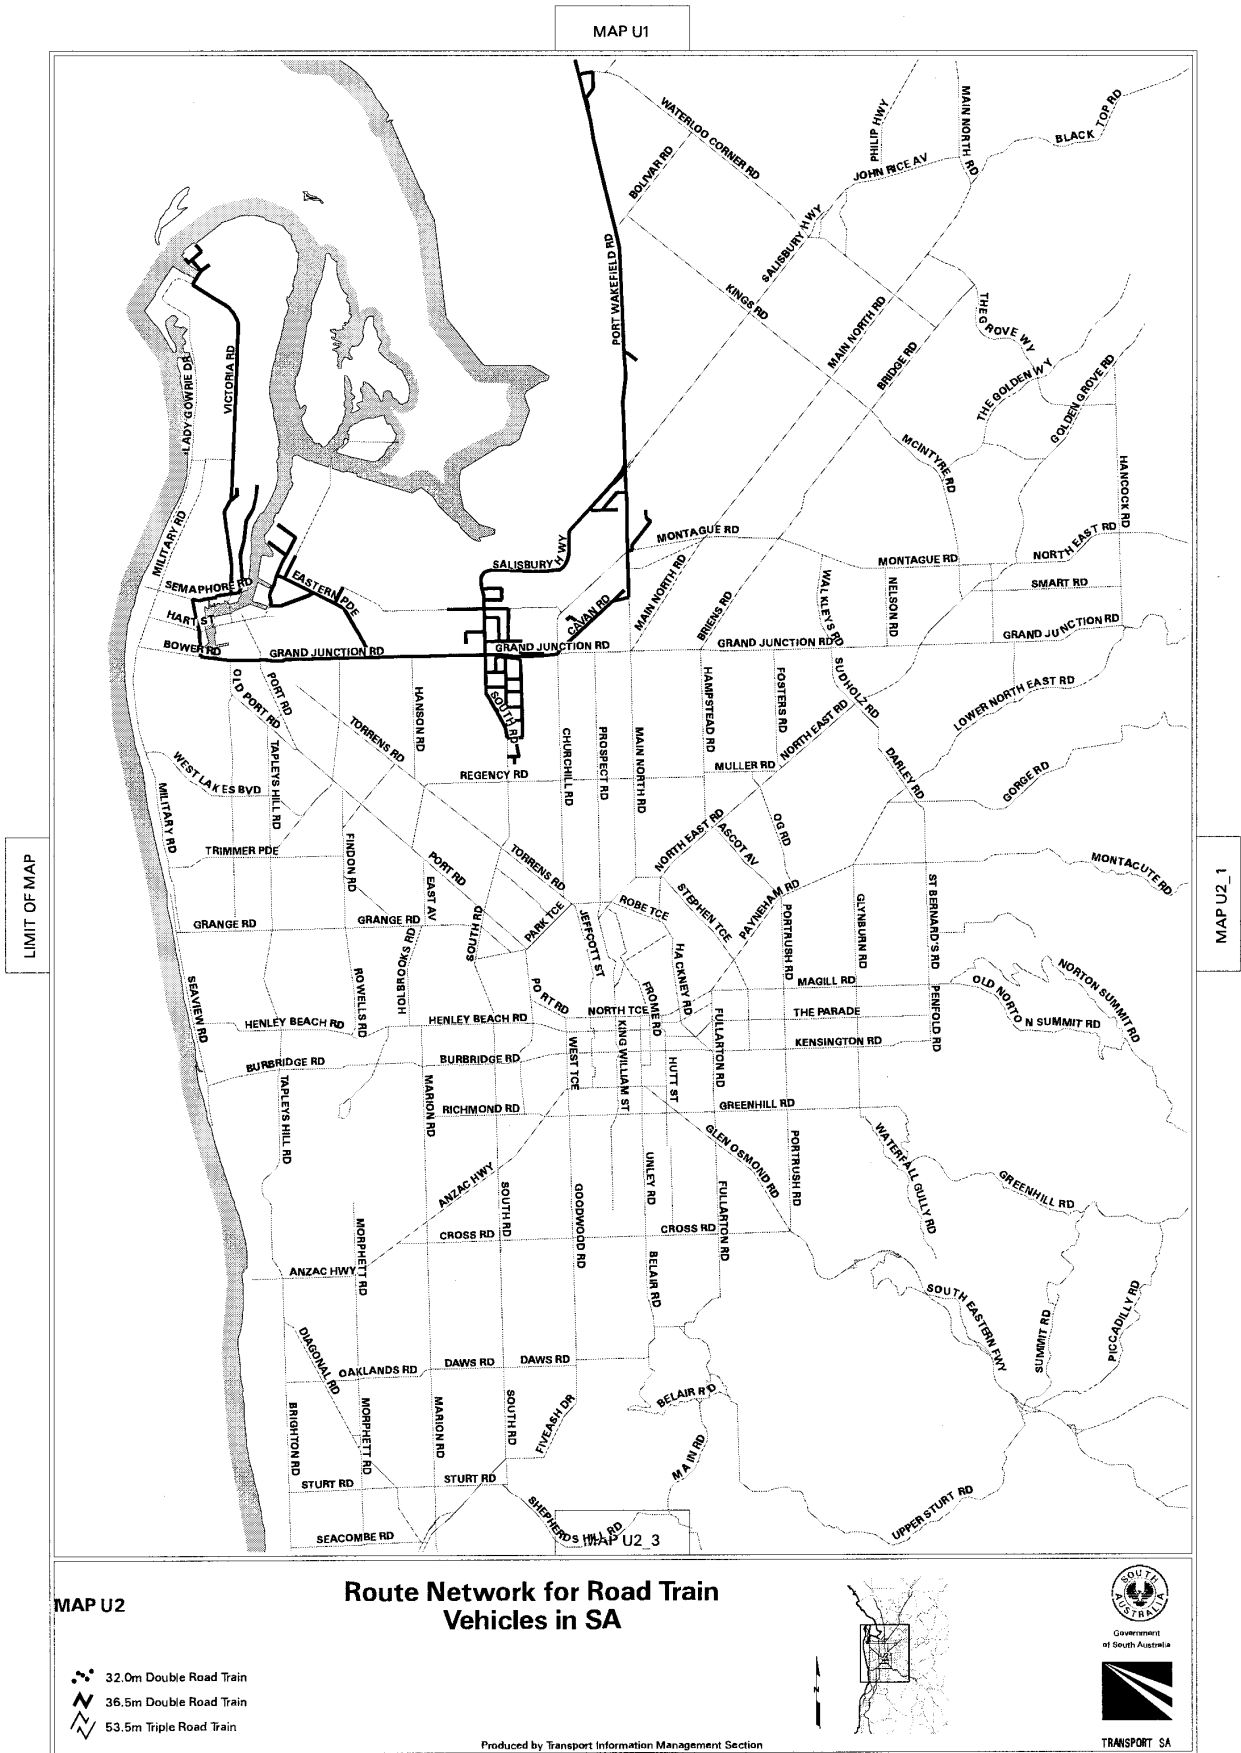 MAP U1
WATERLOO CORNER RD
BOLIVAR RD
PHILIP HWY
MAIN NORTH RD
BLACK TOP RD
JOHN RICE AV
SALISBURY HWY
PORT WAKEFIELD RD
KINGS RD
THE GROVE WY
MAIN NORTH RD
BRIDGE RD
THE GOLDEN WY
GOLDEN GROVE RD
LADY GOWRIE DR
VICTORIA RD
MCINTYRE RD
HANCOCK RD
MILITARY RD
MONTAGUE RD
NORTH EAST RD
MONTAGUE RD
SALISBURY HWY
SEMAPHORE RD
EASTERN PDE
MAIN NORTH RD
WALKLEYS RD
NELSON RD
SMART RD
HART ST
CAVAN RD
BRIENS RD
GRAND JUNCTION RD
BOWER RD
GRAND JUNCTION RD
GRAND JUNCTION RD
GRAND JUNCTION RD
OLD PORT RD
PORT RD
HANSON RD
SOUTH RD
HAMPSTEAD RD
FOSTERS RD
SUDHOLZ RD
LOWER NORTH EAST RD
TORRENS RD
NORTH EAST RD
WEST LAKES BVD
TAPLEYS HILL RD
REGENCY RD
CHURCHILL RD
PROSPECT RD
MAIN NORTH RD
MULLER RD
DARLEY RD
GORGE RD
MILITARY RD
TRIMMER PDE
FINDON RD
PORT RD
EAST AV
TORRENS RD
NORTH EAST RD
ASCOT AV
OG RD
MONTACUTE RD
LIMIT OF MAP
MAP U2_1
GRANGE RD
GRANGE RD
HOLBROOKS RD
SOUTH RD
PARK TCE
JEFFCOTT ST
ROBE TCE
STEPHEN TCE
PAYNEHAM RD
PORTRUSH RD
GLYNBURN RD
ST BERNARD'S RD
SEAVIEW RD
ROWELLS RD
PORT RD
FROME RD
HACKNEY RD
MAGILL RD
OLD NORTON SUMMIT RD
NORTON SUMMIT RD
HENLEY BEACH RD
HENLEY BEACH RD
NORTH TCE
THE PARADE
PENFOLD RD
BURBRIDGE RD
BURBRIDGE RD
WEST TCE
KING WILLIAM ST
HUTT ST
FULLARTON RD
KENSINGTON RD
TAPLEYS HILL RD
MARION RD
RICHMOND RD
GREENHILL RD
GLEN OSMOND RD
PORTRUSH RD
WATERFALL GULLY RD
GREENHILL RD
ANZAC HWY
SOUTH RD
GOODWOOD RD
UNLEY RD
FULLARTON RD
CROSS RD
CROSS RD
MORPHETT RD
ANZAC HWY
BELAIR RD
SOUTH EASTERN FWY
SUMMIT RD
PICCADILLY RD
DIAGONAL RD
OAKLANDS RD
DAWS RD
DAWS RD
BELAIR RD
BRIGHTON RD
MORPHETT RD
MARION RD
SOUTH RD
FIVEASH DR
MAIN RD
STURT RD
STURT RD
UPPER STURT RD
SEACOMBE RD
SHEPHERDS HILL RD
MAP U2_3
MAP U2
Route Network for Road Train
Vehicles in SA
32.0m Double Road Train
36.5m Double Road Train
53.5m Triple Road Train
N
SOUTH AUSTRALIA
Government
of South Australia
TRANSPORT SA
Produced by Transport Information Management Section